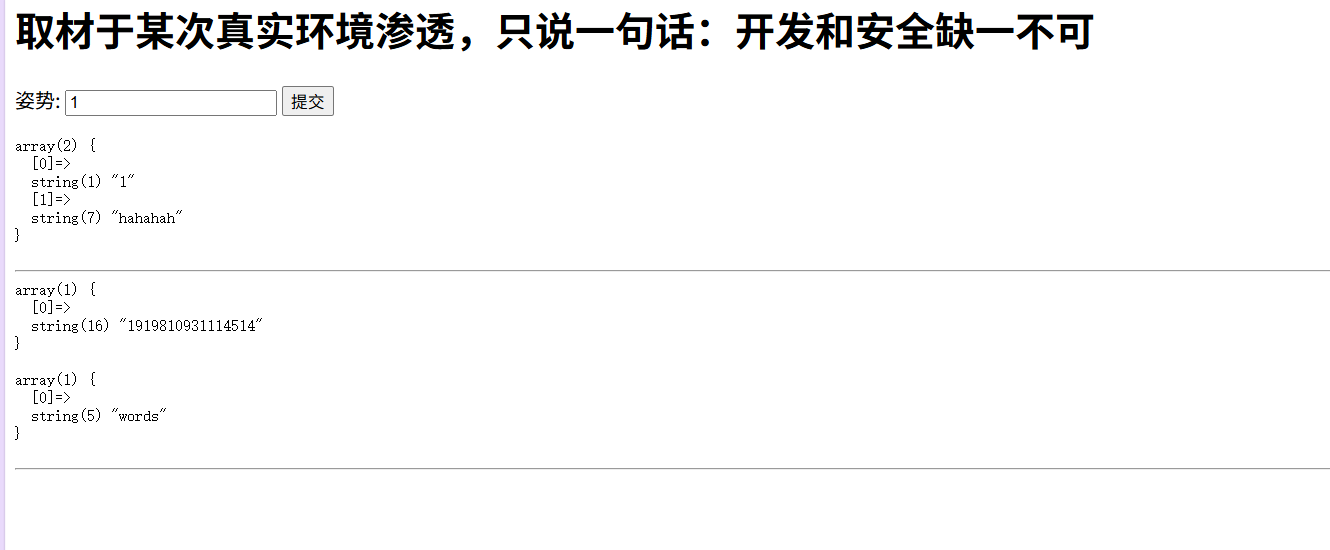 取材于某次真实环境渗透，只说一句话：开发和安全缺一不可
姿势: 1 提交
array(2) {
  [0]=>
  string(1) "1"
  [1]=>
  string(7) "hahahah"
}
array(1) {
  [0]=>
  string(16) "1919810931114514"
}
array(1) {
  [0]=>
  string(5) "words"
}